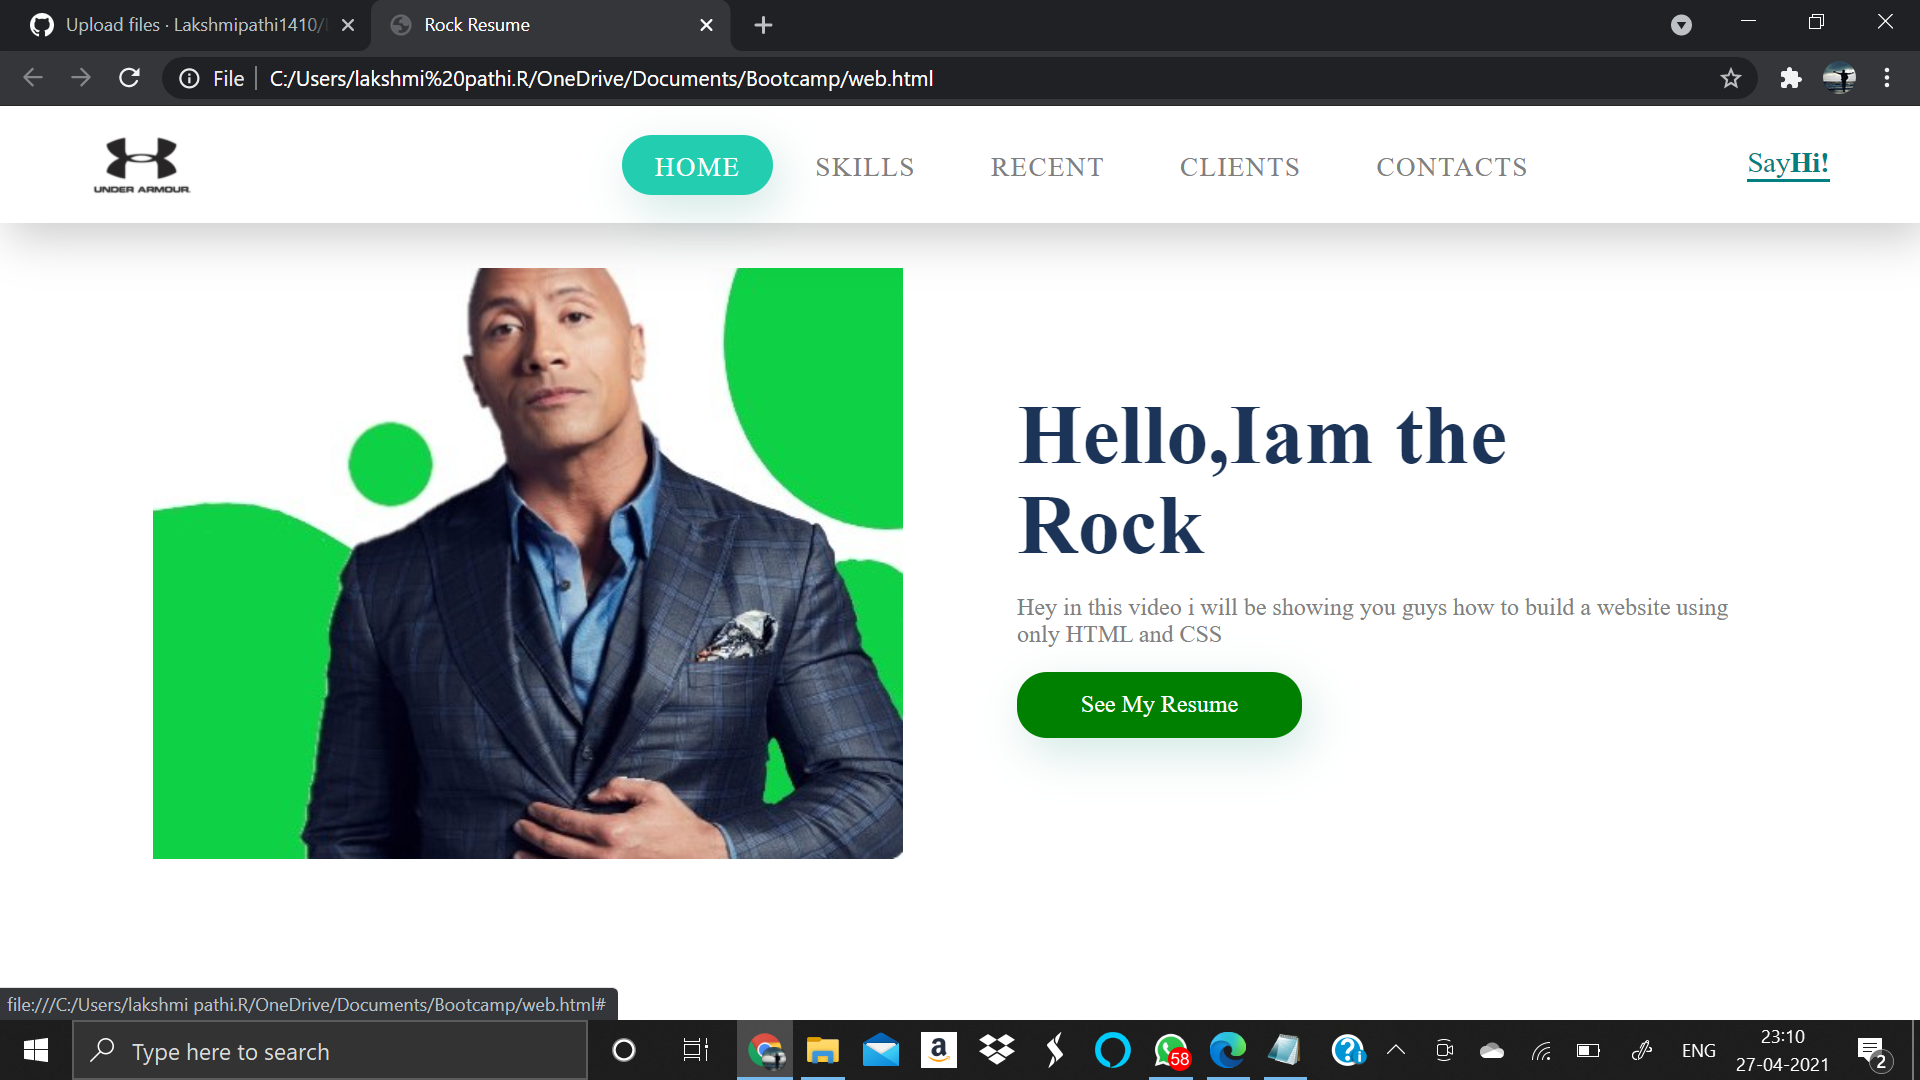 Upload files · Lakshmipathi1410/
Rock Resume
File
C:/Users/lakshmi%20pathi.R/OneDrive/Documents/Bootcamp/web.html
UNDER ARMOUR
HOME
SKILLS
RECENT
CLIENTS
CONTACTS
SayHi!
Hello,Iam the
Rock
Hey in this video i will be showing you guys how to build a website using
only HTML and CSS
See My Resume
file:///C:/Users/lakshmi pathi.R/OneDrive/Documents/Bootcamp/web.html#
Type here to search
a
58
ENG
23:10
27-04-2021
2